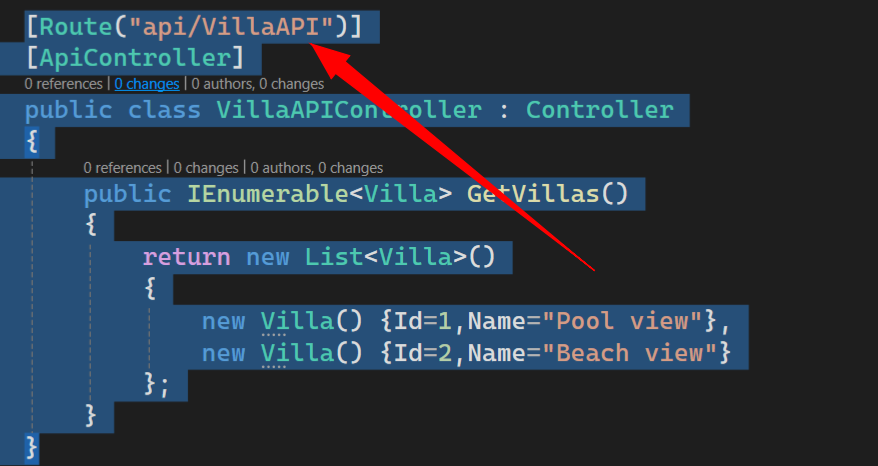 [Route("api/VillaAPI")]
[ApiController]
0 references | 0 changes | 0 authors, 0 changes
public class VillaAPIController : Controller
{
0 references | 0 changes | 0 authors, 0 changes
public IEnumerable<Villa> GetVillas()
{
return new List<Villa>()
{
new Villa() {Id=1,Name="Pool view"},
new Villa() {Id=2,Name="Beach view"}
};
}
}